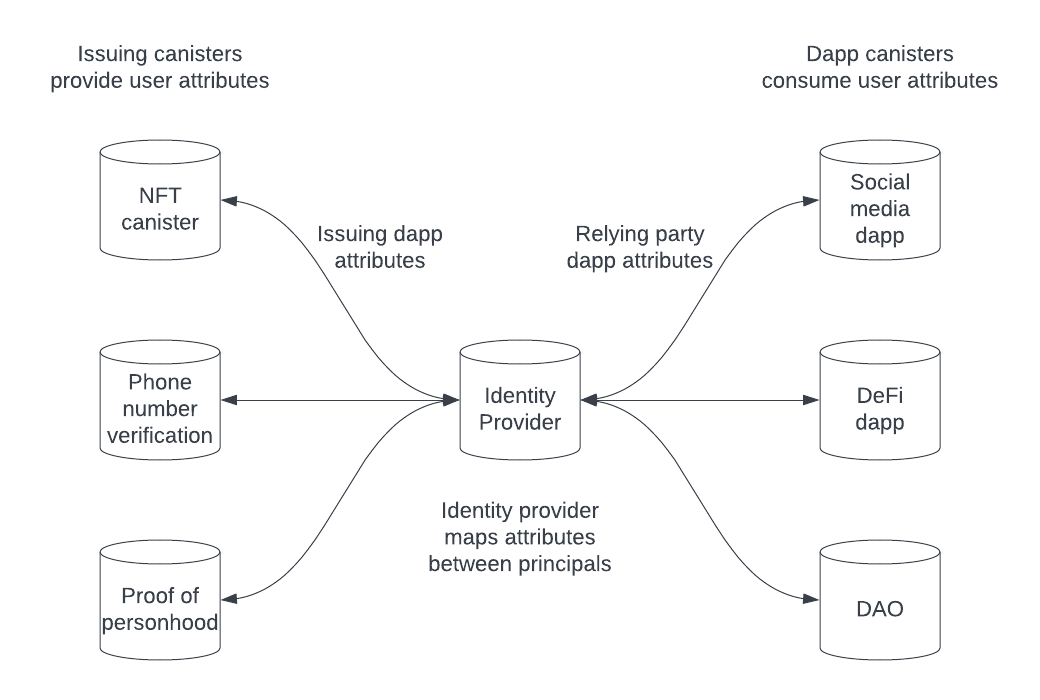 Issuing canisters
provide user attributes
Dapp canisters
consume user attributes
NFT
canister
Social
media
dapp
Issuing dapp
attributes
Relying party
dapp attributes
Phone
number
verification
Identity
Provider
DeFi
dapp
Identity provider
maps attributes
between principals
Proof of
personhood
DAO